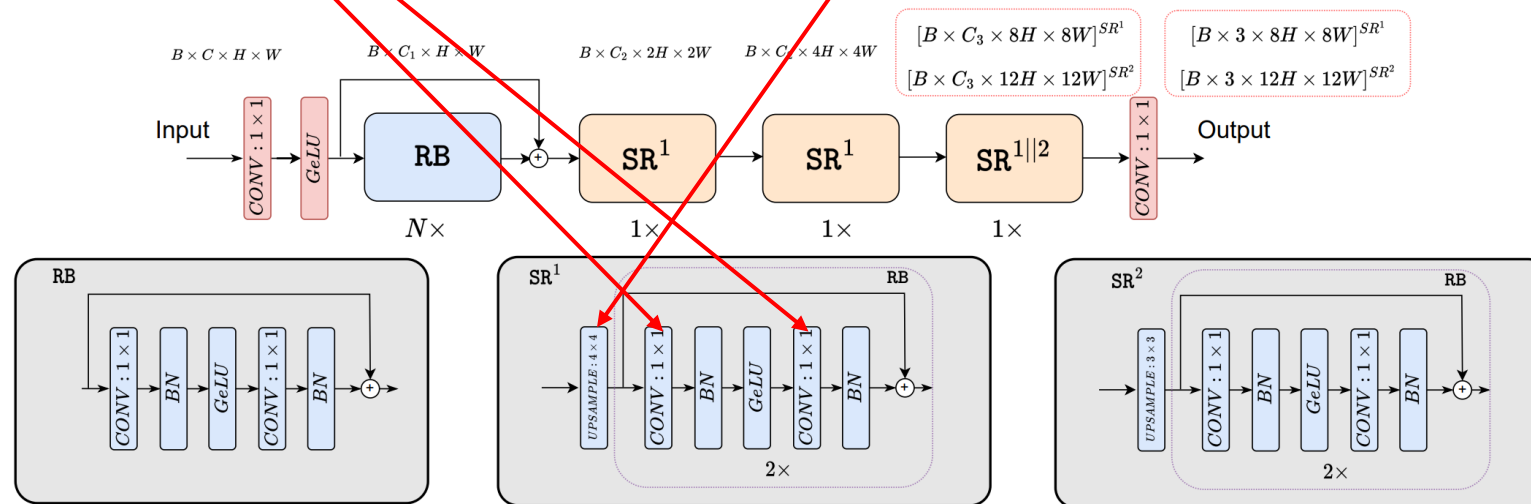 B × C × H × W
B × C₁ × H × W
B × C₂ × 2H × 2W
B × C₂ × 4H × 4W
[B × C₃ × 8H × 8W]^{SR¹}
[B × C₃ × 12H × 12W]^{SR²}
[B × 3 × 8H × 8W]^{SR¹}
[B × 3 × 12H × 12W]^{SR²}
Input
CONV : 1 × 1
GeLU
RB
+
SR¹
SR¹
SR^{1||2}
CONV : 1 × 1
Output
N×
1×
1×
1×
RB
CONV : 1 × 1
BN
GeLU
CONV : 1 × 1
BN
+
SR¹
RB
UPSAMPLE : 4 × 4
CONV : 1 × 1
BN
GeLU
CONV : 1 × 1
BN
+
2×
SR²
RB
UPSAMPLE : 3 × 3
CONV : 1 × 1
BN
GeLU
CONV : 1 × 1
BN
+
2×